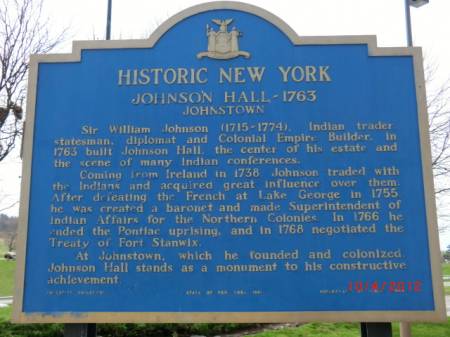 HISTORIC NEW YORK
JOHNSON HALL - 1763
JOHNSTOWN
Sir William Johnson (1715-1774), Indian trader
statesman, diplomat and Colonial Empire Builder, in
1763 built Johnson Hall, the center of his estate and
the scene of many Indian conferences.
Coming from Ireland in 1738 Johnson traded with
the Indians and acquired great influence over them.
After defeating the French at Lake George in 1755
he was created a baronet and made Superintendent of
Indian Affairs for the Northern Colonies. In 1766 he
ended the Pontiac uprising, and in 1768 negotiated the
Treaty of Fort Stanwix.
At Johnstown, which he founded and colonized,
Johnson Hall stands as a monument to his constructive
achievement
STATE OF NEW YORK,
10/4/2012